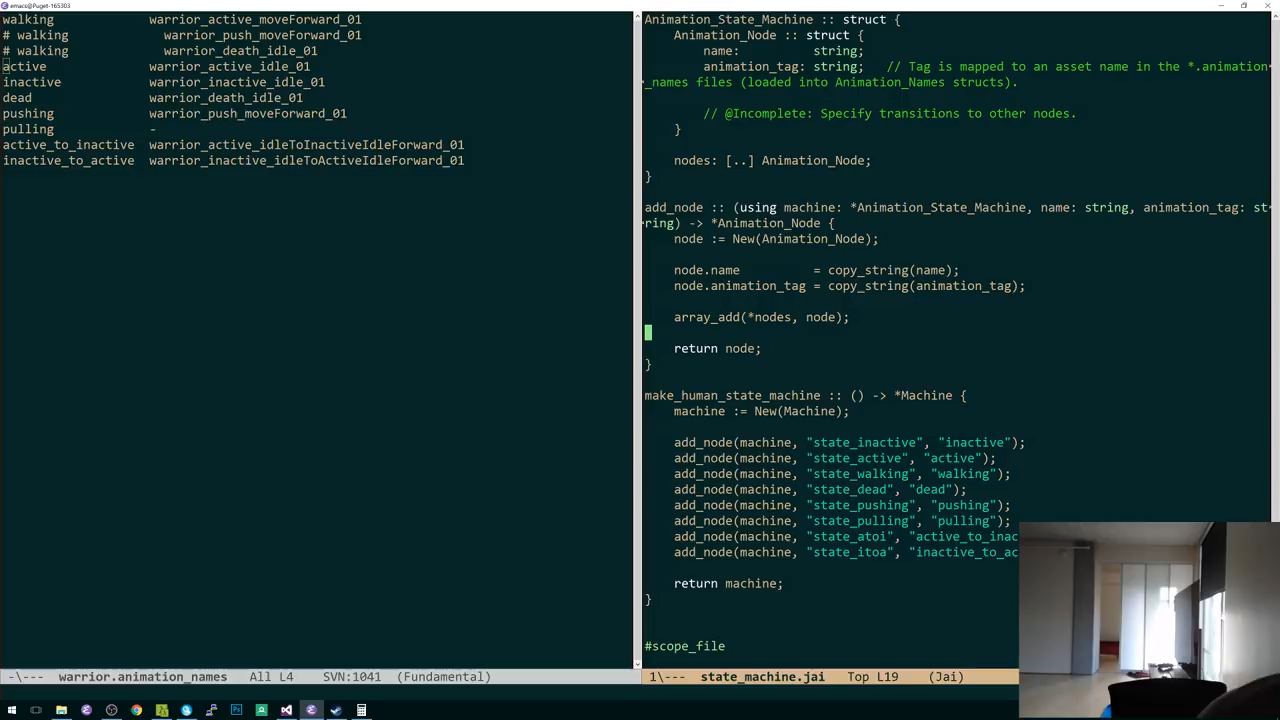 emacs@Puget-165303
walking             warrior_active_moveForward_01
# walking             warrior_push_moveForward_01
# walking             warrior_death_idle_01
active              warrior_active_idle_01
inactive            warrior_inactive_idle_01
dead                warrior_death_idle_01
pushing             warrior_push_moveForward_01
pulling             -
active_to_inactive  warrior_active_idleToInactiveIdleForward_01
inactive_to_active  warrior_inactive_idleToActiveIdleForward_01
-\---  warrior.animation_names   All L4     SVN:1041  (Fundamental)
Animation_State_Machine :: struct {
    Animation_Node :: struct {
        name:          string;
        animation_tag: string;   // Tag is mapped to an asset name in the *.animation
_names files (loaded into Animation_Names structs).
        // @Incomplete: Specify transitions to other nodes.
    }
    nodes: [..] Animation_Node;
}
add_node :: (using machine: *Animation_State_Machine, name: string, animation_tag: st
ring) -> *Animation_Node {
    node := New(Animation_Node);
    node.name          = copy_string(name);
    node.animation_tag = copy_string(animation_tag);
    array_add(*nodes, node);
    return node;
}
make_human_state_machine :: () -> *Machine {
    machine := New(Machine);
    add_node(machine, "state_inactive", "inactive");
    add_node(machine, "state_active", "active");
    add_node(machine, "state_walking", "walking");
    add_node(machine, "state_dead", "dead");
    add_node(machine, "state_pushing", "pushing");
    add_node(machine, "state_pulling", "pulling");
    add_node(machine, "state_atoi", "active_to_inac
    add_node(machine, "state_itoa", "inactive_to_ac
    return machine;
}
#scope_file
1\---  state_machine.jai   Top L19    (Jai)